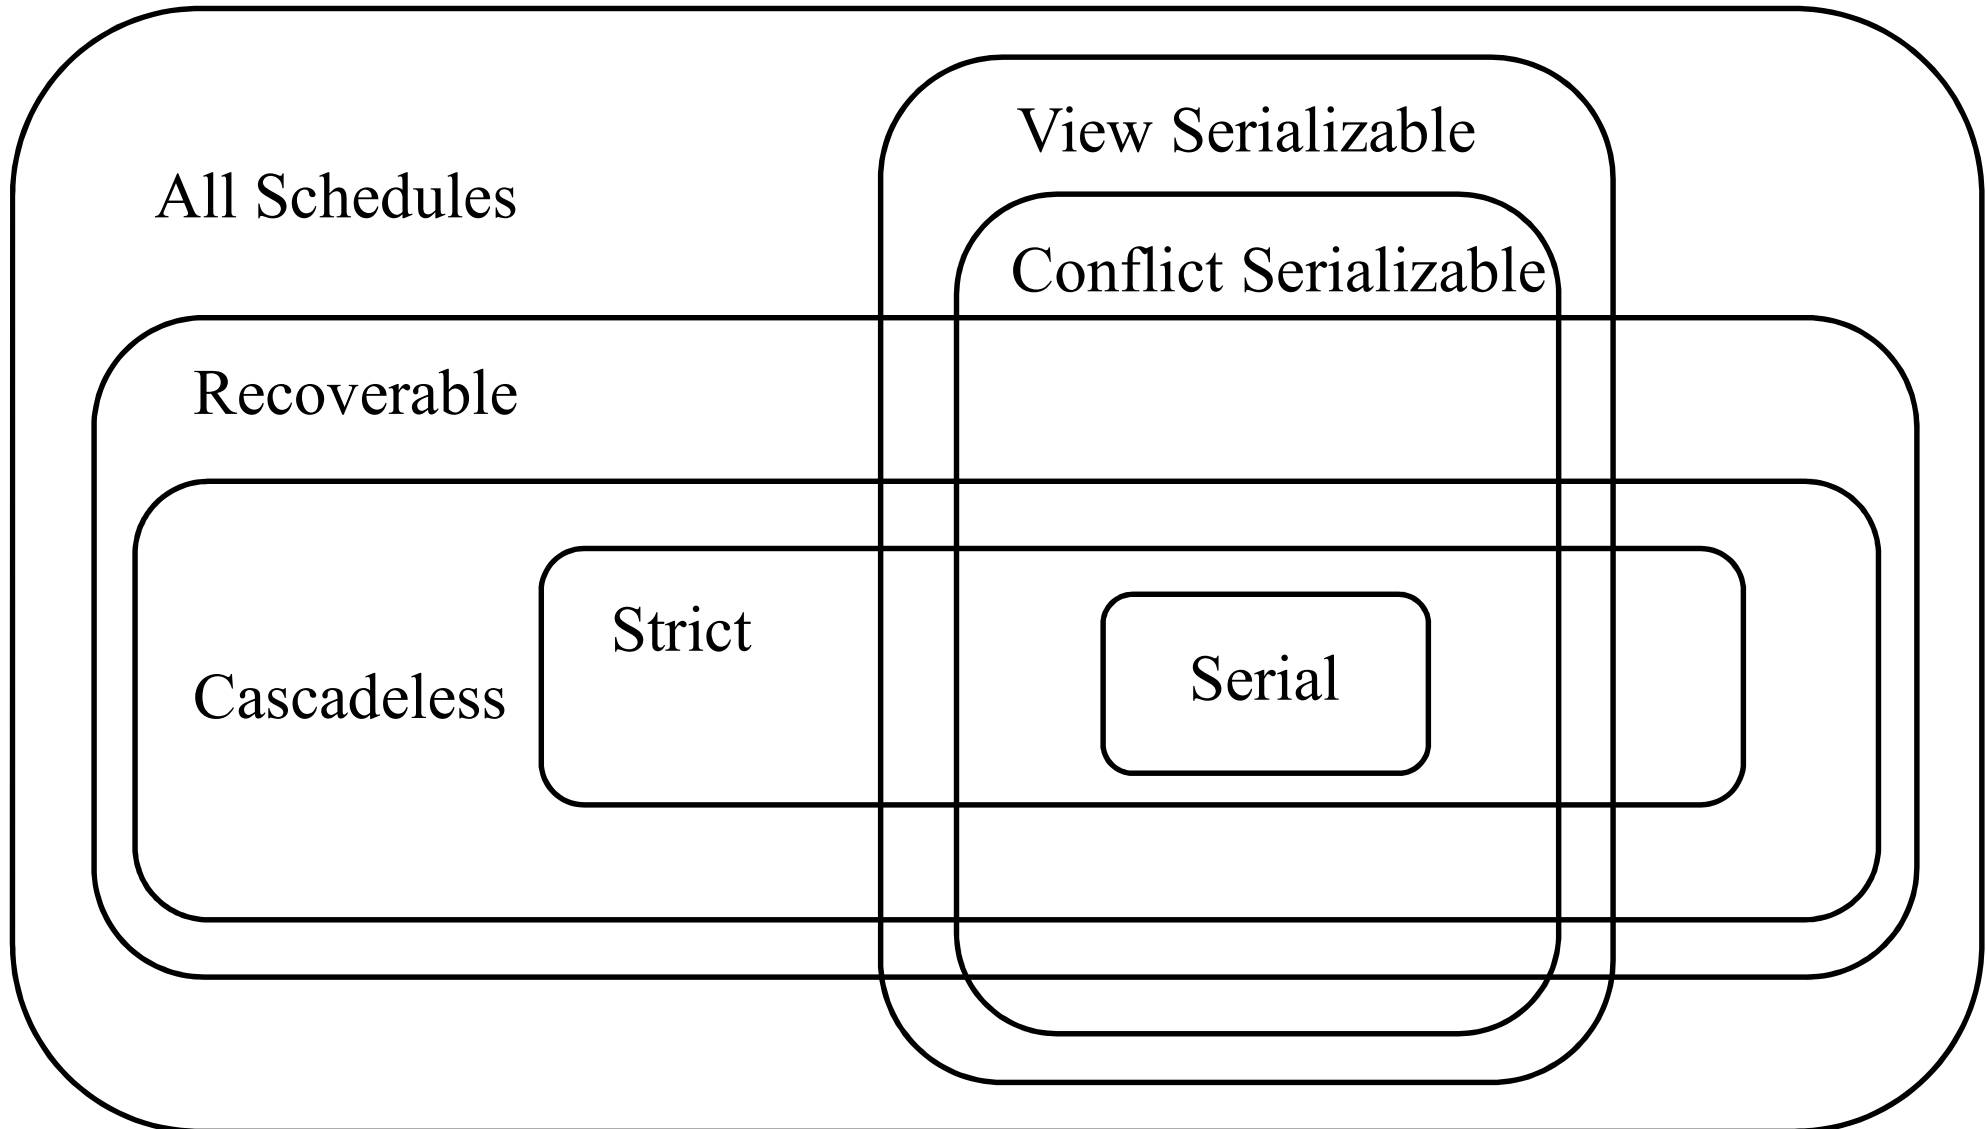 View Serializable
All Schedules
Conflict Serializable
Recoverable
Strict
Serial
Cascadeless